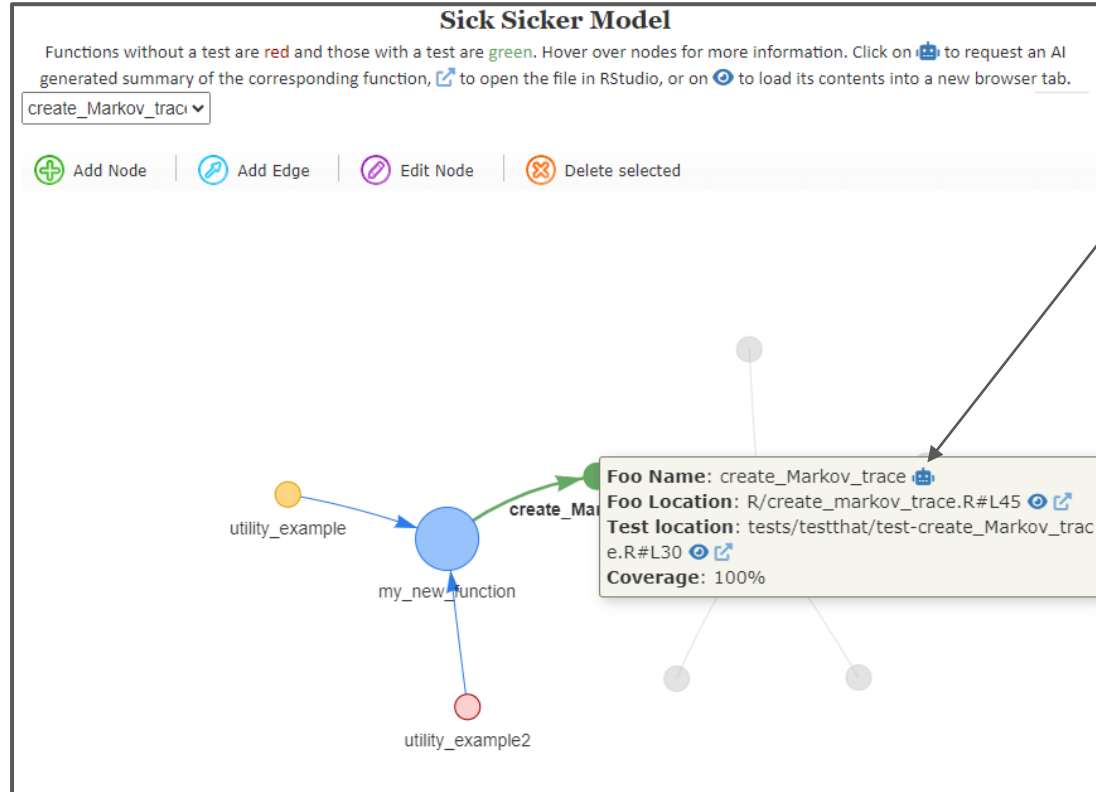 Sick Sicker Model
Functions without a test are red and those with a test are green. Hover over nodes for more information. Click on to request an AI
generated summary of the corresponding function, to open the file in RStudio, or on to load its contents into a new browser tab.
create_Markov_trac
Add Node
Add Edge
Edit Node
Delete selected
Foo Name: create_Markov_trace
Foo Location: R/create_markov_trace.R#L45
Test location: tests/testthat/test-create_Markov_trac
e.R#L30
Coverage: 100%
create_Mar
utility_example
my_new_function
utility_example2